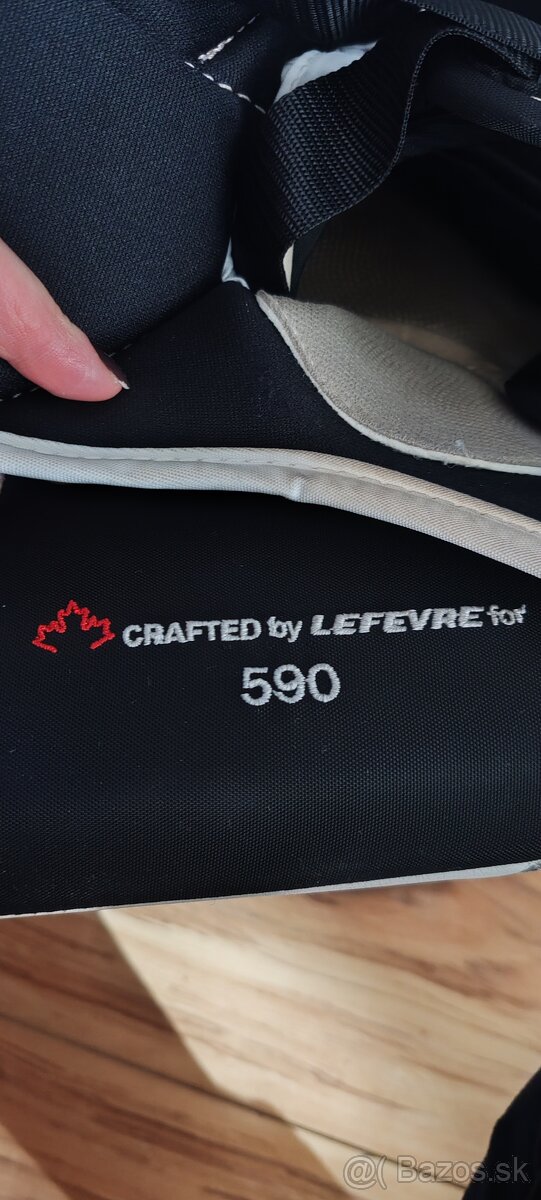 CRAFTED by LEFEVRE for
590
@( Bazos.sk